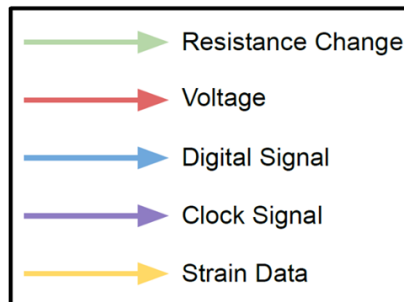 Resistance Change
Voltage
Digital Signal
Clock Signal
Strain Data